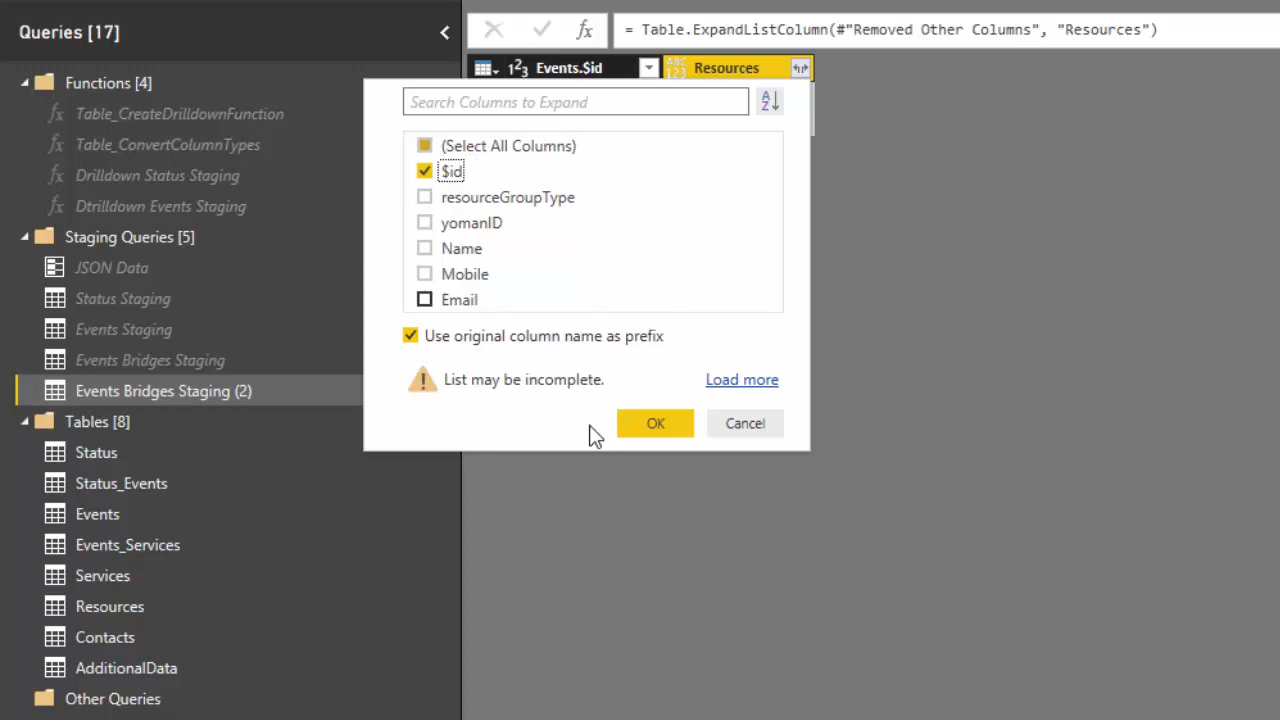 Queries [17]
= Table.ExpandListColumn(#"Removed Other Columns", "Resources")
Functions [4]
Table_CreateDrilldownFunction
Table_ConvertColumnTypes
Drilldown Status Staging
Dtrilldown Events Staging
Staging Queries [5]
JSON Data
Status Staging
Events Staging
Events Bridges Staging
Events Bridges Staging (2)
Tables [8]
Status
Status_Events
Events
Events_Services
Services
Resources
Contacts
AdditionalData
Other Queries
fx
1²3 Events.$id
ABC 123 Resources
Search Columns to Expand
AZ
(Select All Columns)
$id
resourceGroupType
yomanID
Name
Mobile
Email
Use original column name as prefix
List may be incomplete. Load more
OK Cancel